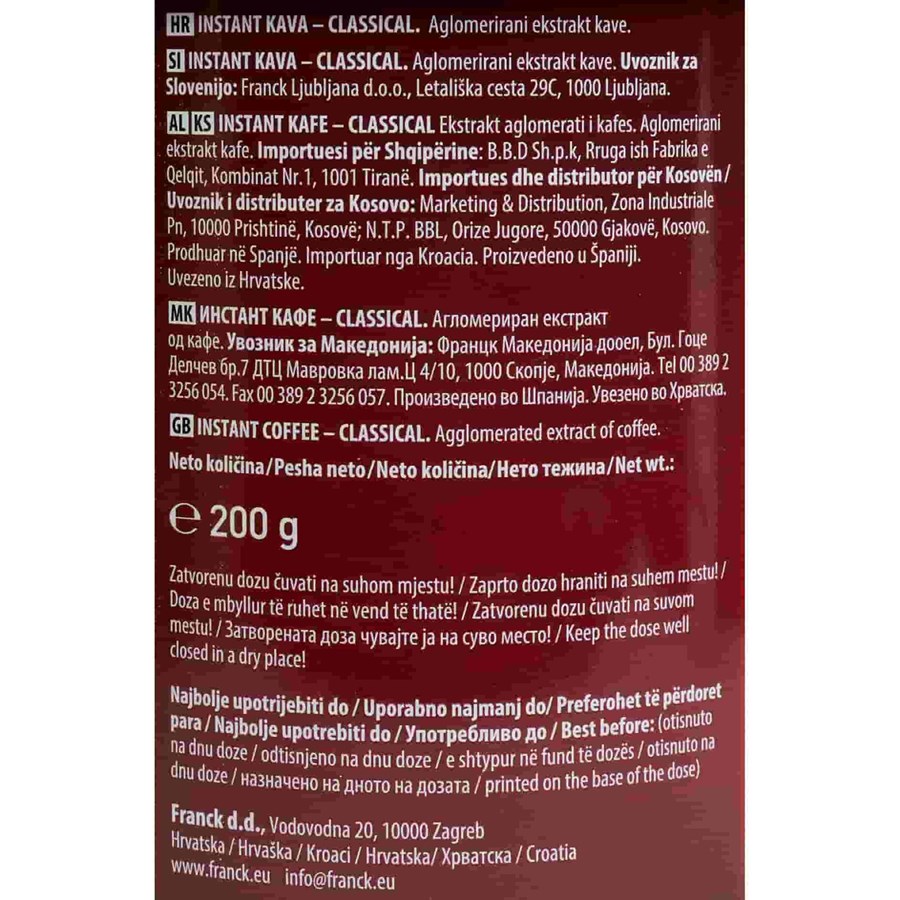 HR INSTANT KAVA – CLASSICAL. Aglomerirani ekstrakt kave.
SI INSTANT KAVA – CLASSICAL. Aglomerirani ekstrakt kave. Uvoznik za
Slovenijo: Franck Ljubljana d.o.o., Letališka cesta 29C, 1000 Ljubljana.
AL KS INSTANT KAFE – CLASSICAL Ekstrakt aglomerati i kafes. Aglomerirani
ekstrakt kafe. Importuesi për Shqipërine: B.B.D Sh.p.k, Rruga ish Fabrika e
Qelqit, Kombinat Nr.1, 1001 Tiranë. Importues dhe distributor për Kosovën/
Uvoznik i distributer za Kosovo: Marketing & Distribution, Zona Industriale
Pn, 10000 Prishtinë, Kosovë; N.T.P. BBL, Orize Jugore, 50000 Gjakovë, Kosovo.
Prodhuar në Spanjë. Importuar nga Kroacia. Proizvedeno u Španiji.
Uvezeno iz Hrvatske.
MK ИНСТАНТ КАФЕ – CLASSICAL. Агломериран екстракт
од кафе. Увозник за Македонија: Францк Македонија дооел, Бул. Гоце
Делчев бр.7 ДТЦ Мавровка лам.Ц 4/10, 1000 Скопје, Македонија. Tel 00 389 2
3256 054. Fax 00 389 2 3256 057. Произведено во Шпанија. Увезено во Хрватска.
GB INSTANT COFFEE – CLASSICAL. Agglomerated extract of coffee.
Neto količina/Pesha neto/Neto količina/Нето тежина/Net wt.:
℮ 200 g
Zatvorenu dozu čuvati na suhom mjestu! / Zaprto dozo hraniti na suhem mestu! /
Doza e mbyllur të ruhet në vend të thatë! / Zatvorenu dozu čuvati na suvom
mestu! / Затворената доза чувајте ја на суво место! / Keep the dose well
closed in a dry place!
Najbolje upotrijebiti do / Uporabno najmanj do/ Preferohet të përdoret
para / Najbolje upotrebiti do / Употребливо до / Best before: (otisnuto
na dnu doze / odtisnjeno na dnu doze / e shtypur në fund të dozës / otisnuto na
dnu doze / назначено на дното на дозата / printed on the base of the dose)
Franck d.d., Vodovodna 20, 10000 Zagreb
Hrvatska / Hrvaška / Kroaci / Hrvatska/ Хрватска / Croatia
www.franck.eu info@franck.eu